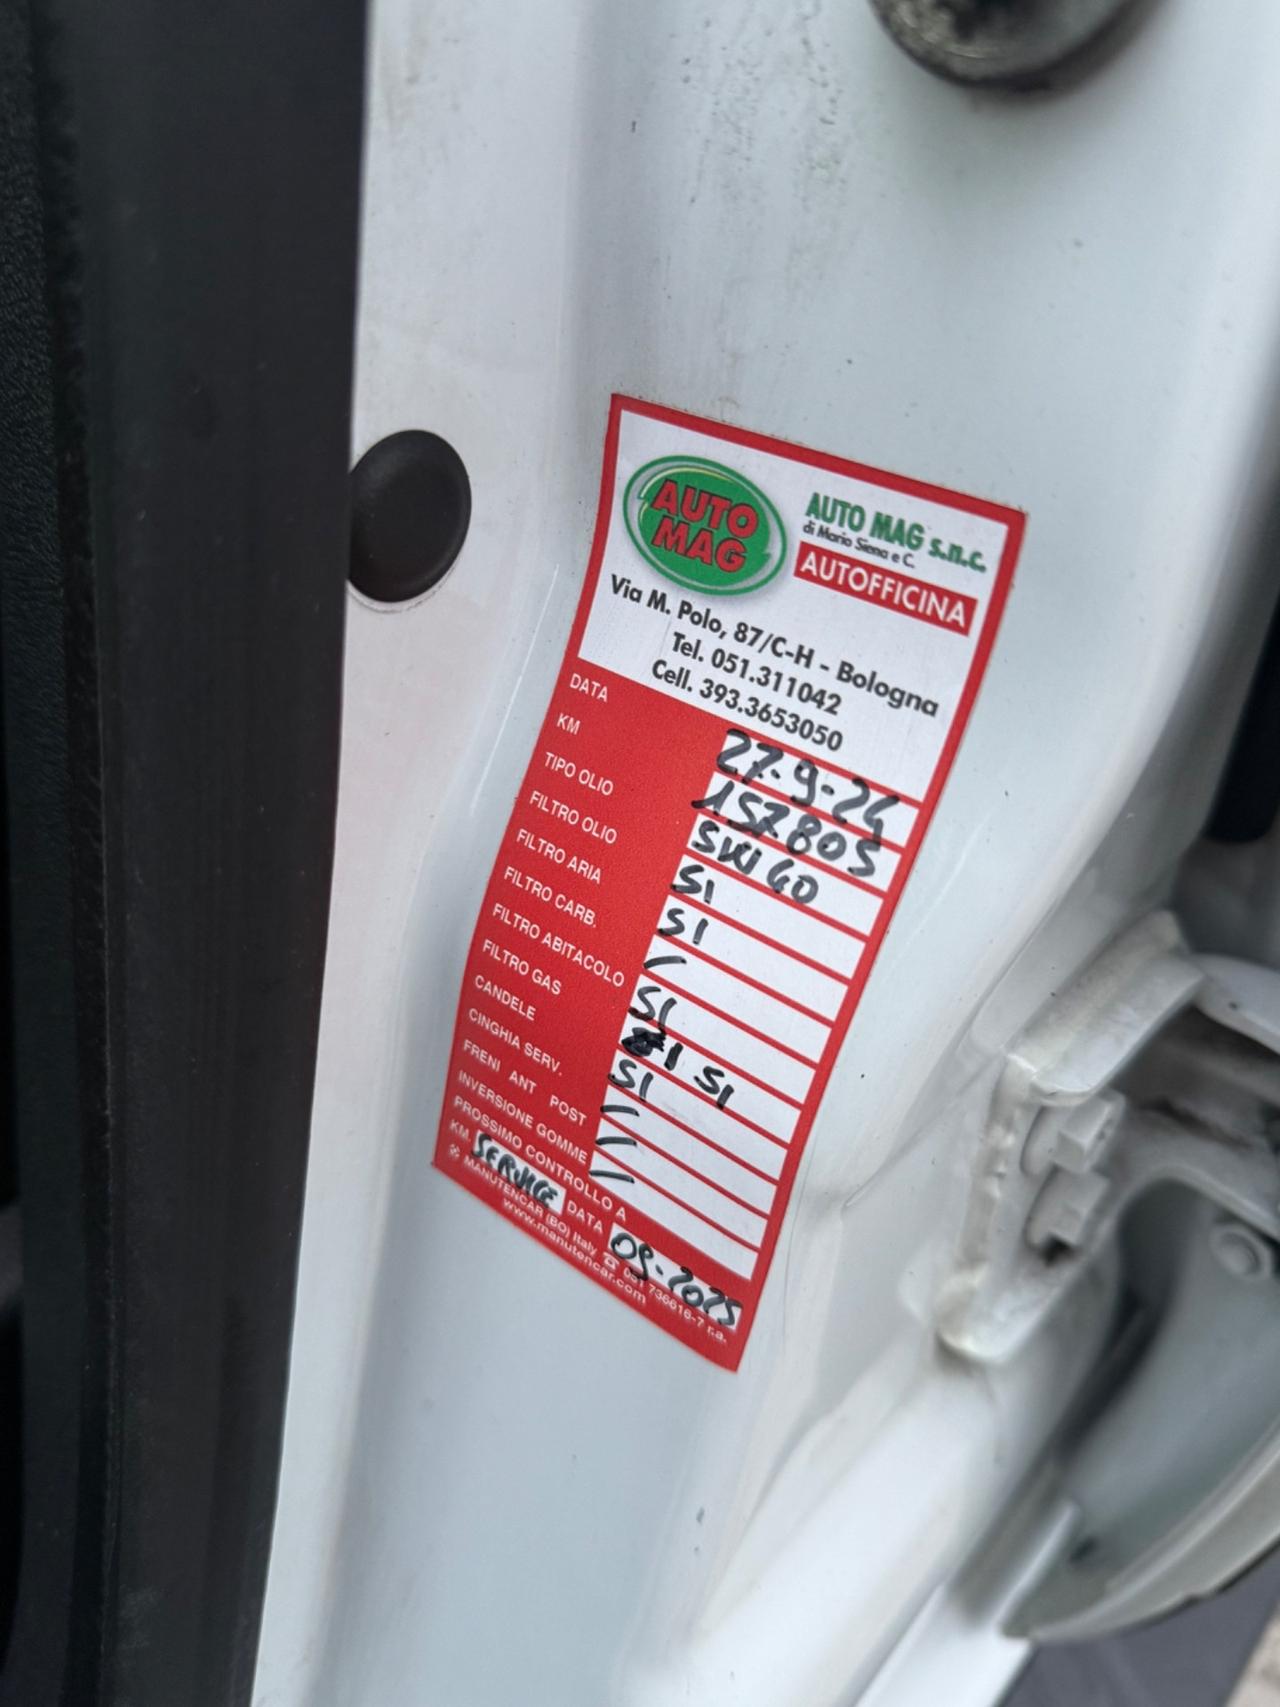 AUTO
MAG
AUTO MAG s.n.c.
di Mario Siena e C.
AUTOFFICINA
Via M. Polo, 87/C-H - Bologna
Tel. 051.311042
Cell. 393.3653050
DATA 27.9.24
KM 157805
TIPO OLIO 5W40
FILTRO OLIO SI
FILTRO ARIA SI
FILTRO CARB. /
FILTRO ABITACOLO SI
FILTRO GAS SI
CANDELE SI
CINGHIA SERV. /
FRENI ANT POST /
INVERSIONE GOMME /
PROSSIMO CONTROLLO A
KM. SERVICE DATA 09-2025
MANUTENCAR (BO) Italy ☎ 051 736616-7 r.a.
www.manutencar.com